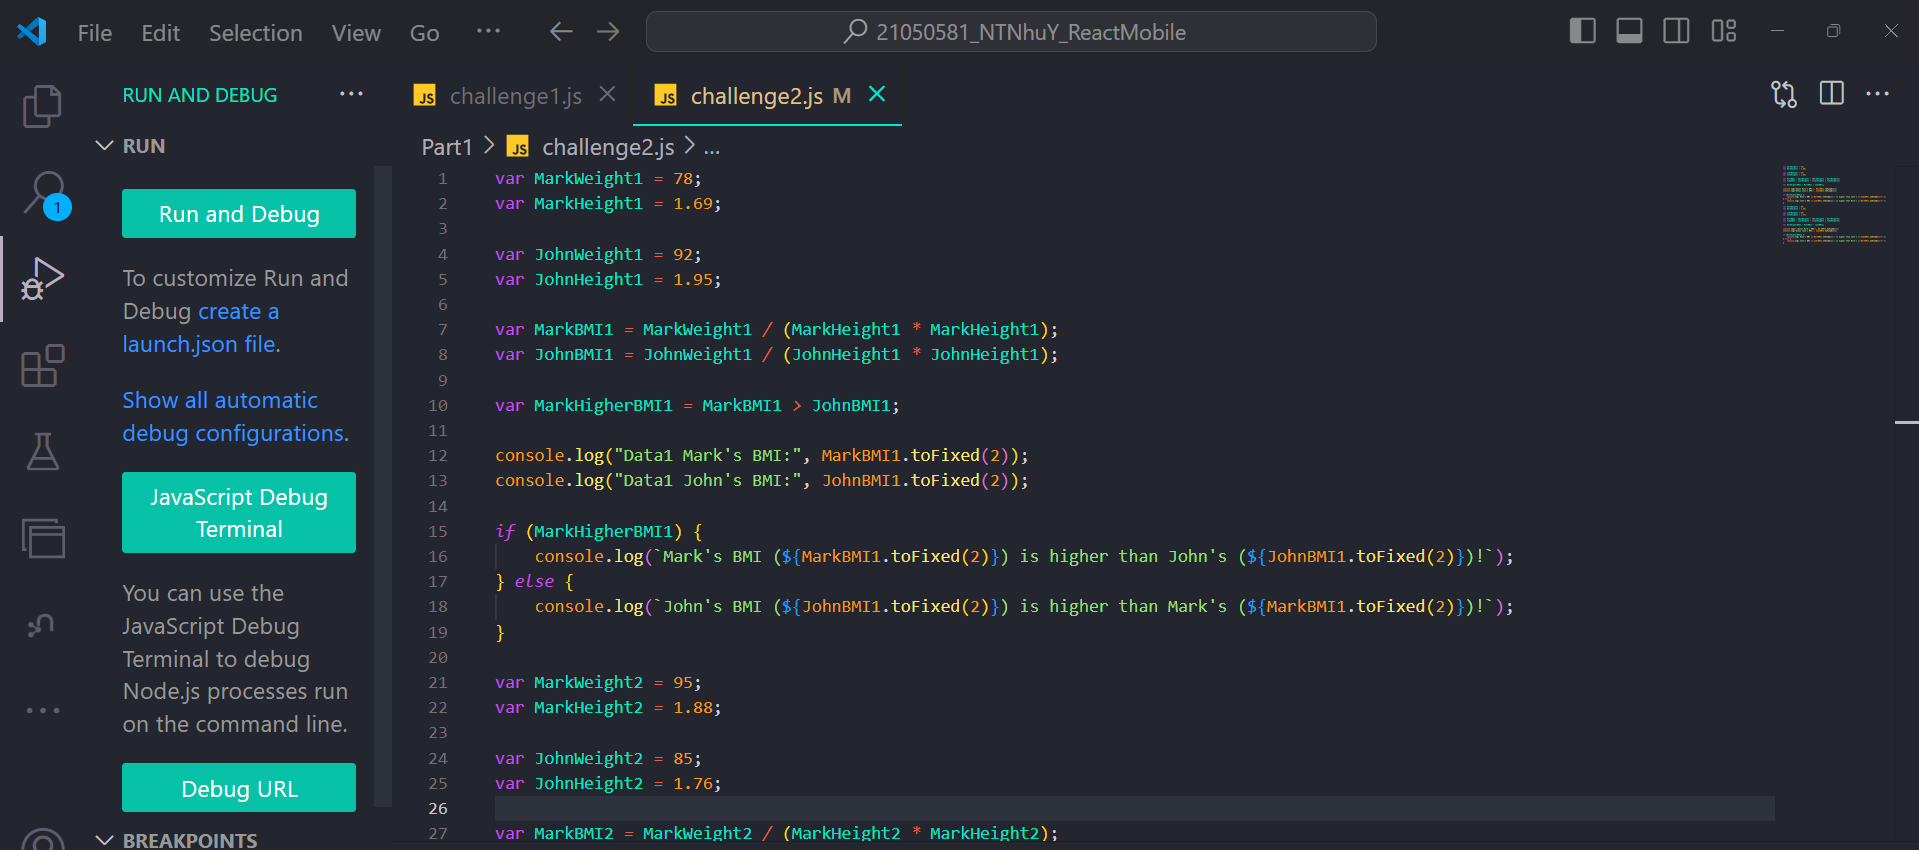 File Edit Selection View Go ··· 21050581_NTNhuY_ReactMobile
RUN AND DEBUG ···
RUN
Run and Debug
To customize Run and
Debug create a
launch.json file.
Show all automatic
debug configurations.
JavaScript Debug
Terminal
You can use the
JavaScript Debug
Terminal to debug
Node.js processes run
on the command line.
Debug URL
BREAKPOINTS
1
JS challenge1.js
JS challenge2.js M
Part1 > JS challenge2.js > ...
1 var MarkWeight1 = 78;
2 var MarkHeight1 = 1.69;
3
4 var JohnWeight1 = 92;
5 var JohnHeight1 = 1.95;
6
7 var MarkBMI1 = MarkWeight1 / (MarkHeight1 * MarkHeight1);
8 var JohnBMI1 = JohnWeight1 / (JohnHeight1 * JohnHeight1);
9
10 var MarkHigherBMI1 = MarkBMI1 > JohnBMI1;
11
12 console.log("Data1 Mark's BMI:", MarkBMI1.toFixed(2));
13 console.log("Data1 John's BMI:", JohnBMI1.toFixed(2));
14
15 if (MarkHigherBMI1) {
16 console.log(`Mark's BMI (${MarkBMI1.toFixed(2)}) is higher than John's (${JohnBMI1.toFixed(2)})!`);
17 } else {
18 console.log(`John's BMI (${JohnBMI1.toFixed(2)}) is higher than Mark's (${MarkBMI1.toFixed(2)})!`);
19 }
20
21 var MarkWeight2 = 95;
22 var MarkHeight2 = 1.88;
23
24 var JohnWeight2 = 85;
25 var JohnHeight2 = 1.76;
26
27 var MarkBMI2 = MarkWeight2 / (MarkHeight2 * MarkHeight2);